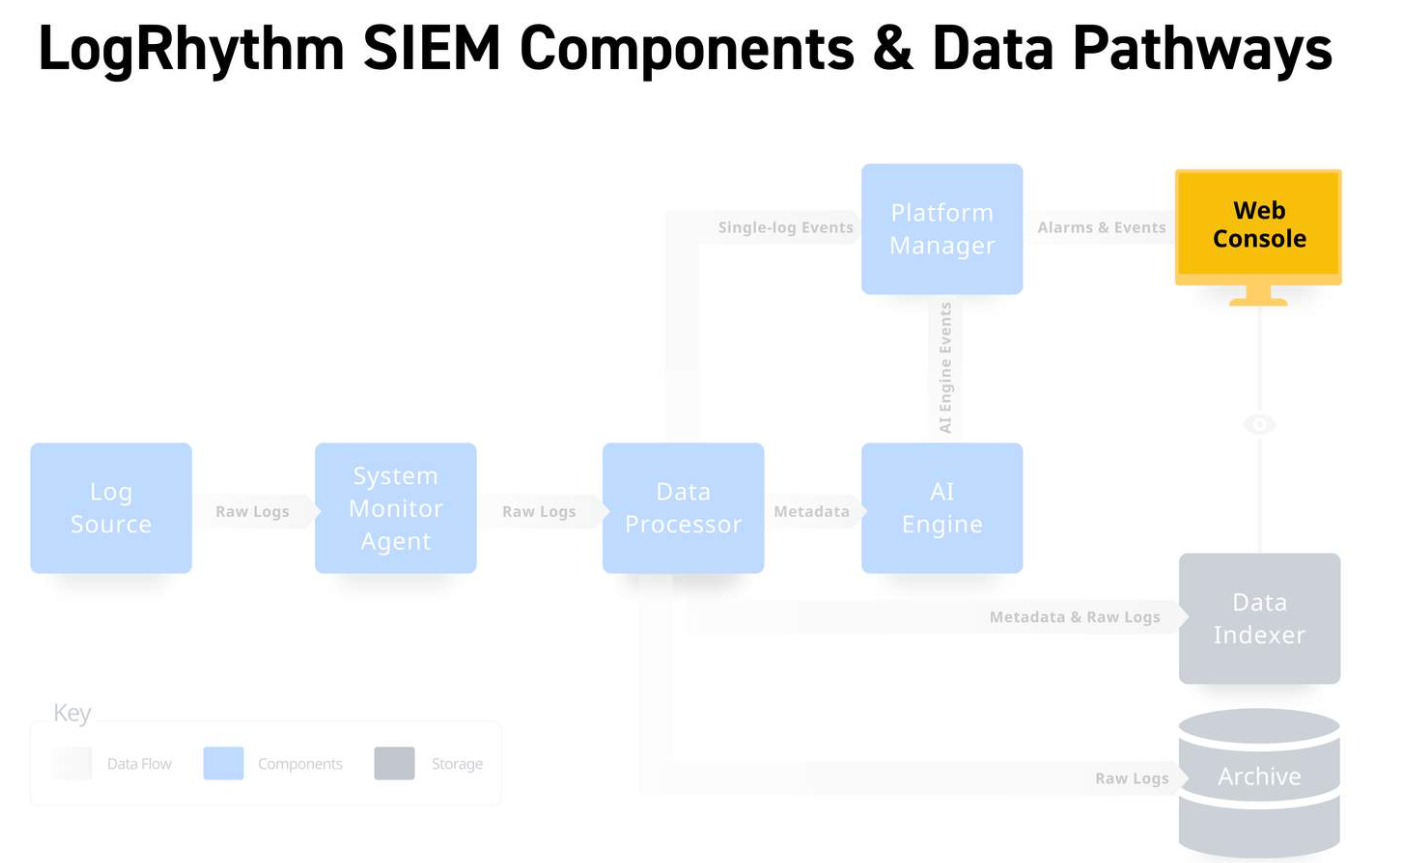 LogRhythm SIEM Components & Data Pathways
Platform
Manager
Web
Console
Single-log Events
Alarms & Events
AI Engine Events
Log
Source
Raw Logs
System
Monitor
Agent
Raw Logs
Data
Processor
Metadata
AI
Engine
Metadata & Raw Logs
Data
Indexer
Key
Data Flow
Components
Storage
Raw Logs
Archive